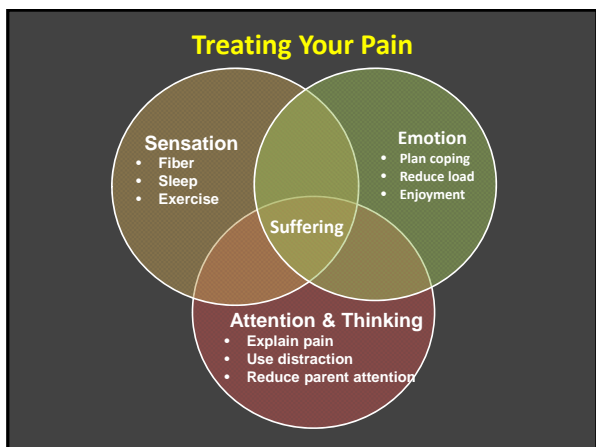 Treating Your Pain
Sensation
• Fiber
• Sleep
• Exercise
Emotion
• Plan coping
• Reduce load
• Enjoyment
Suffering
Attention & Thinking
• Explain pain
• Use distraction
• Reduce parent attention